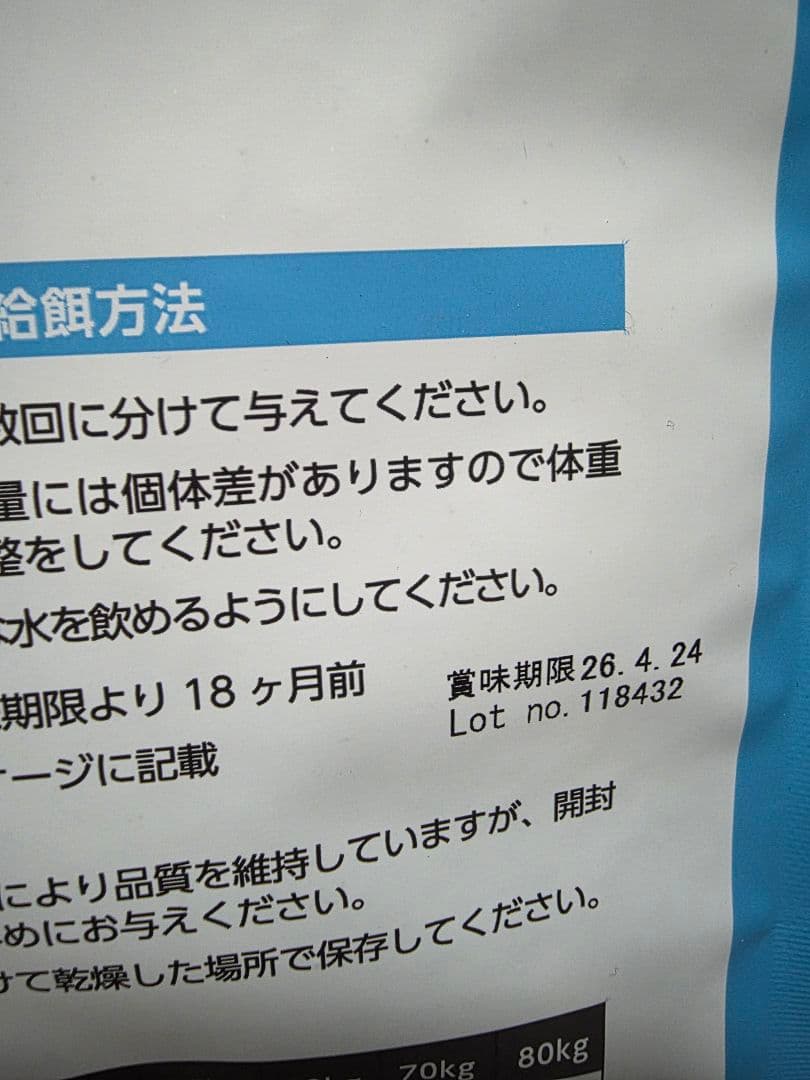 給餌方法
数回に分けて与えてください。
量には個体差がありますので体重
整をしてください。
水を飲めるようにしてください。
期限より 18 ヶ月前
賞味期限 26. 4. 24
Lot no. 118432
ージに記載
により品質を維持していますが、開封
めにお与えください。
けて乾燥した場所で保存してください。
70kg 80kg